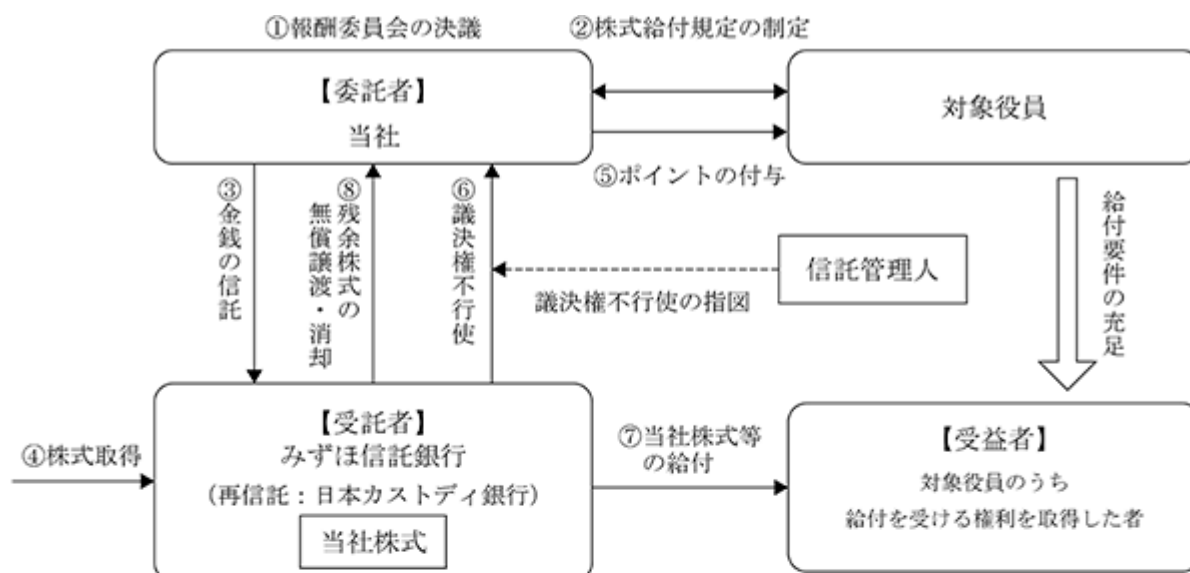 ①報酬委員会の決議
②株式給付規定の制定
【委託者】
当社
対象役員
⑤ポイントの付与
③金銭の信託
⑧残余株式の
無償譲渡・消却
⑥議決権不行使
信託管理人
議決権不行使の指図
給付要件の充足
④株式取得
【受託者】
みずほ信託銀行
（再信託：日本カストディ銀行）
当社株式
⑦当社株式等
の給付
【受益者】
対象役員のうち
給付を受ける権利を取得した者